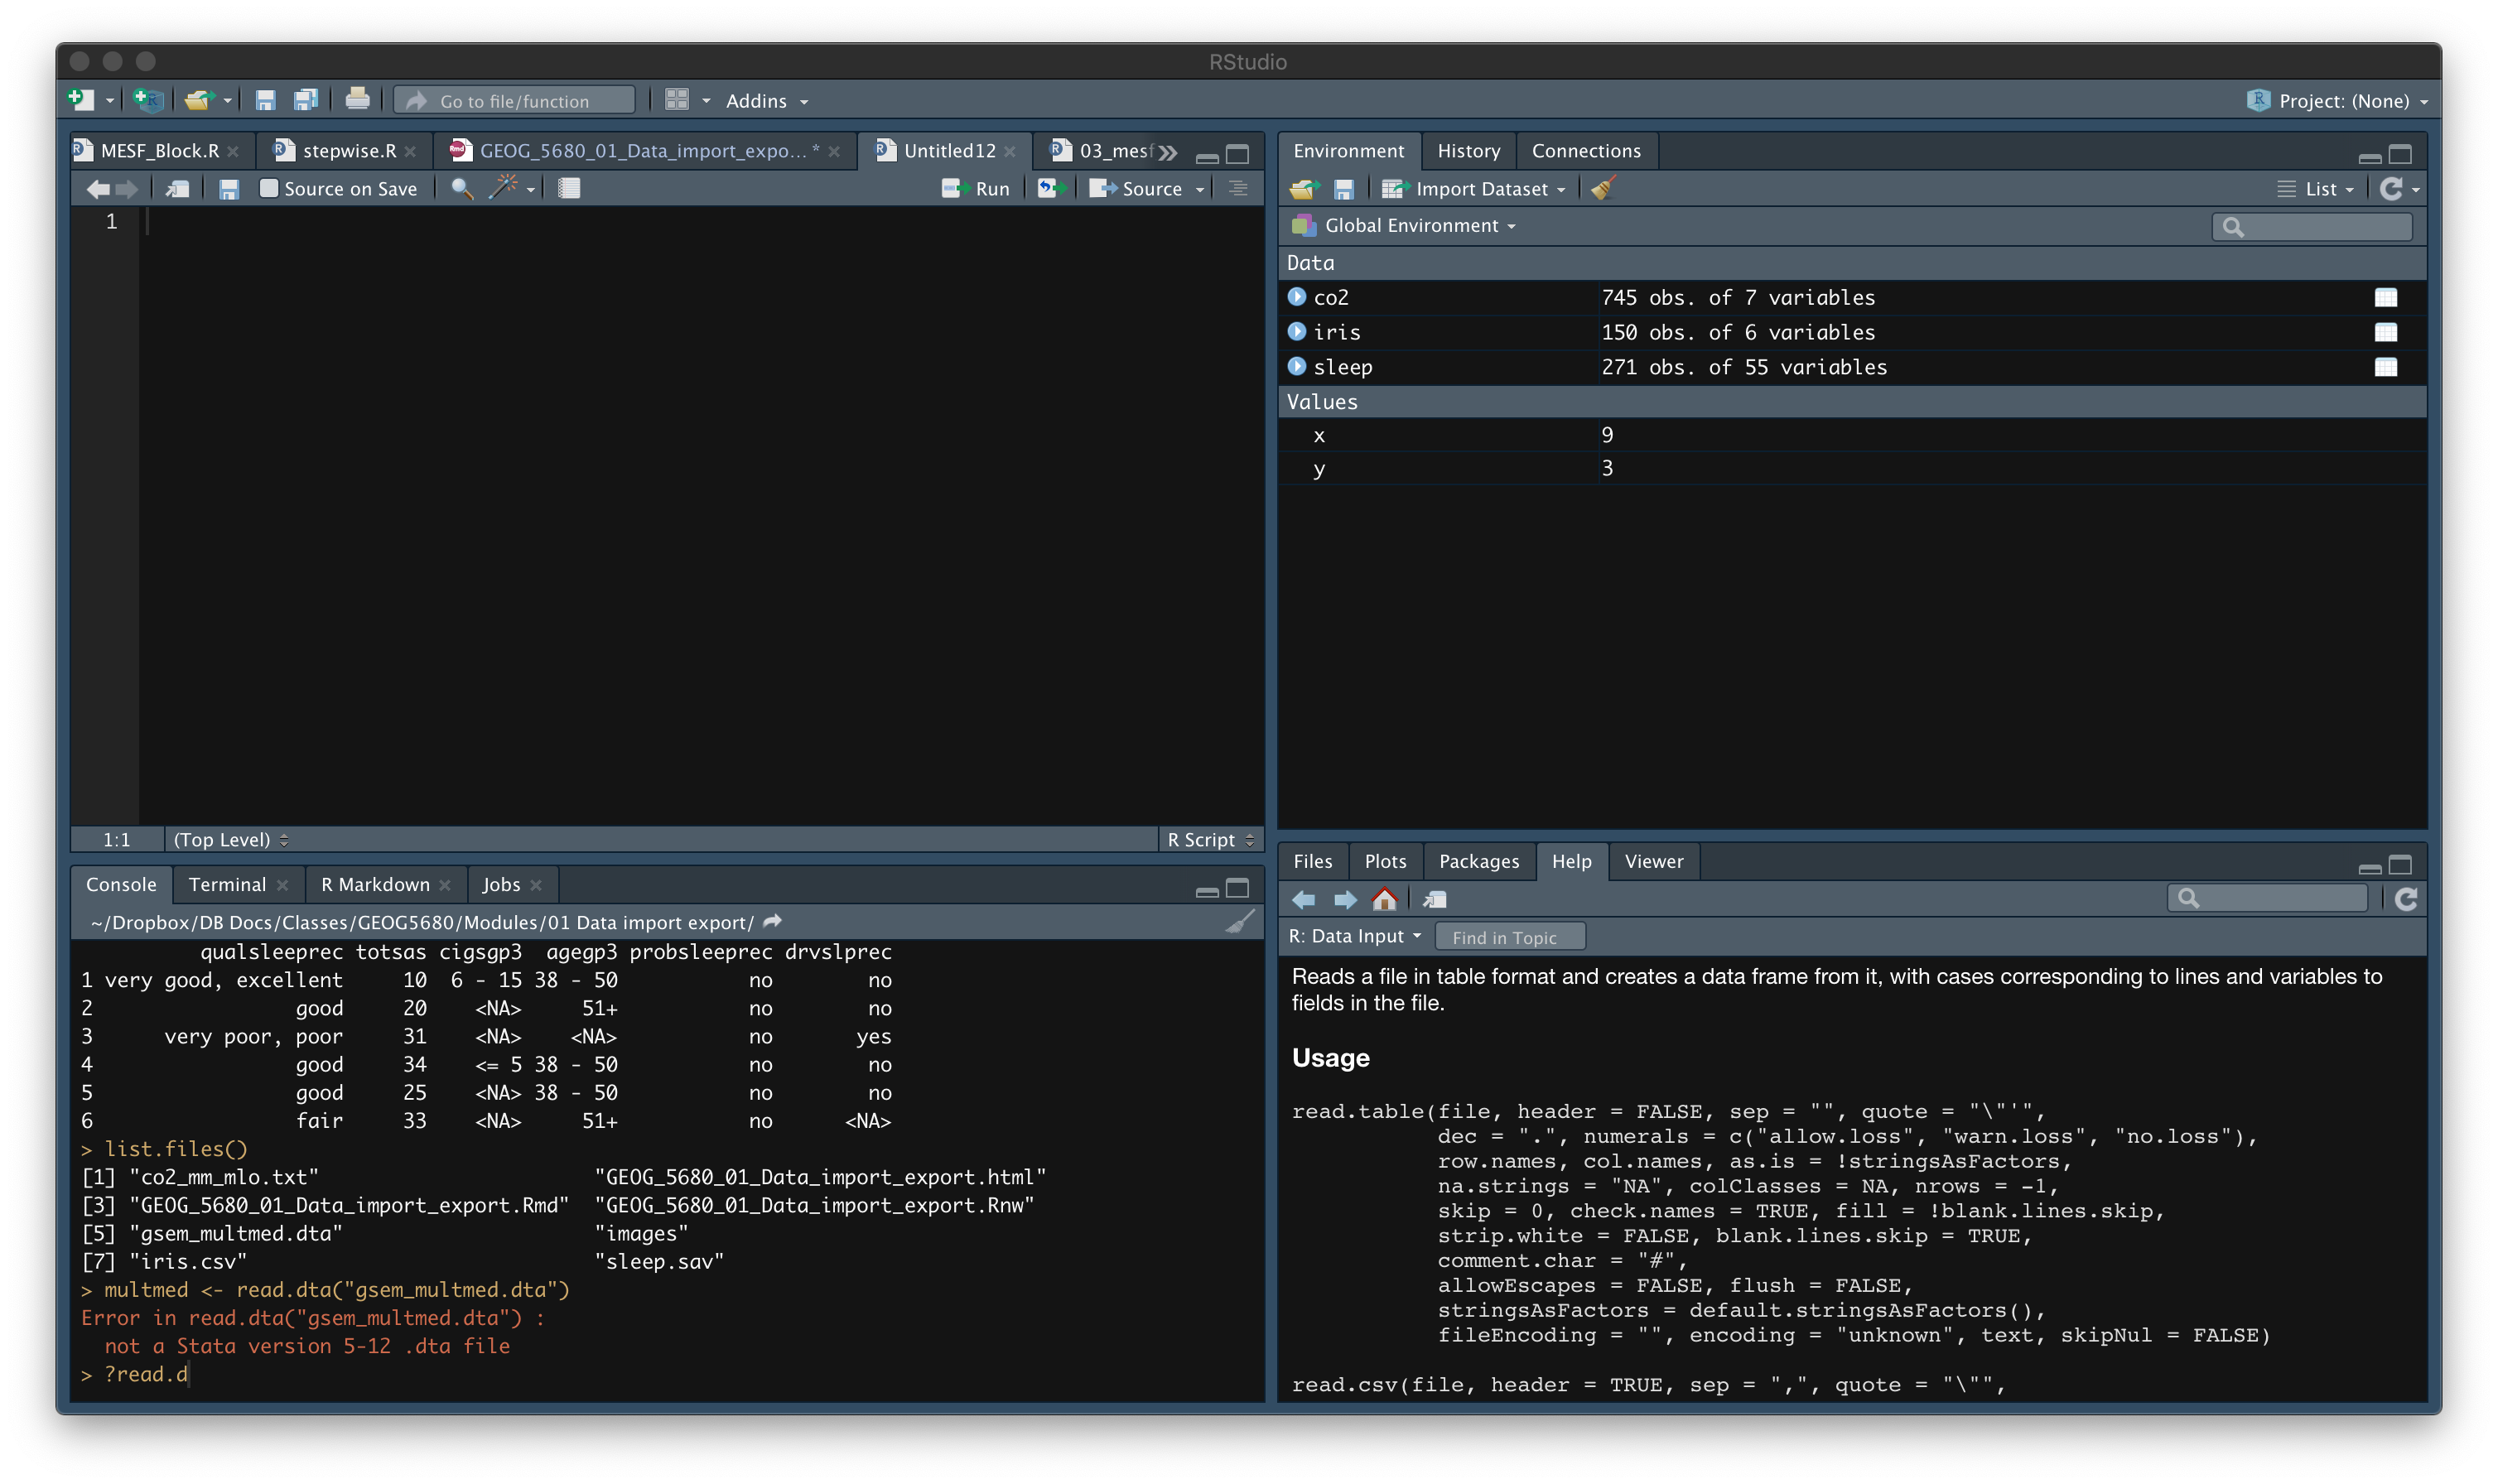 RStudio
Go to file/function Addins Project: (None)
MESF_Block.R stepwise.R GEOG_5680_01_Data_import_expo... * Untitled12 03_mesf
Source on Save Run Source
1
1:1 (Top Level) R Script
Console Terminal R Markdown Jobs
~/Dropbox/DB Docs/Classes/GEOG5680/Modules/01 Data import export/
qualsleeprec totsas cigsgp3 agegp3 probsleeprec drvslprec
1 very good, excellent 10 6 - 15 38 - 50 no no
2 good 20 <NA> 51+ no no
3 very poor, poor 31 <NA> <NA> no yes
4 good 34 <= 5 38 - 50 no no
5 good 25 <NA> 38 - 50 no no
6 fair 33 <NA> 51+ no <NA>
> list.files()
[1] "co2_mm_mlo.txt" "GEOG_5680_01_Data_import_export.html"
[3] "GEOG_5680_01_Data_import_export.Rmd" "GEOG_5680_01_Data_import_export.Rnw"
[5] "gsem_multmed.dta" "images"
[7] "iris.csv" "sleep.sav"
> multmed <- read.dta("gsem_multmed.dta")
Error in read.dta("gsem_multmed.dta") :
not a Stata version 5-12 .dta file
> ?read.d
Environment History Connections
Import Dataset List
Global Environment
Data
co2 745 obs. of 7 variables
iris 150 obs. of 6 variables
sleep 271 obs. of 55 variables
Values
x 9
y 3
Files Plots Packages Help Viewer
R: Data Input Find in Topic
Reads a file in table format and creates a data frame from it, with cases corresponding to lines and variables to
fields in the file.
Usage
read.table(file, header = FALSE, sep = "", quote = "\"'",
dec = ".", numerals = c("allow.loss", "warn.loss", "no.loss"),
row.names, col.names, as.is = !stringsAsFactors,
na.strings = "NA", colClasses = NA, nrows = -1,
skip = 0, check.names = TRUE, fill = !blank.lines.skip,
strip.white = FALSE, blank.lines.skip = TRUE,
comment.char = "#",
allowEscapes = FALSE, flush = FALSE,
stringsAsFactors = default.stringsAsFactors(),
fileEncoding = "", encoding = "unknown", text, skipNul = FALSE)
read.csv(file, header = TRUE, sep = ",", quote = "\"",